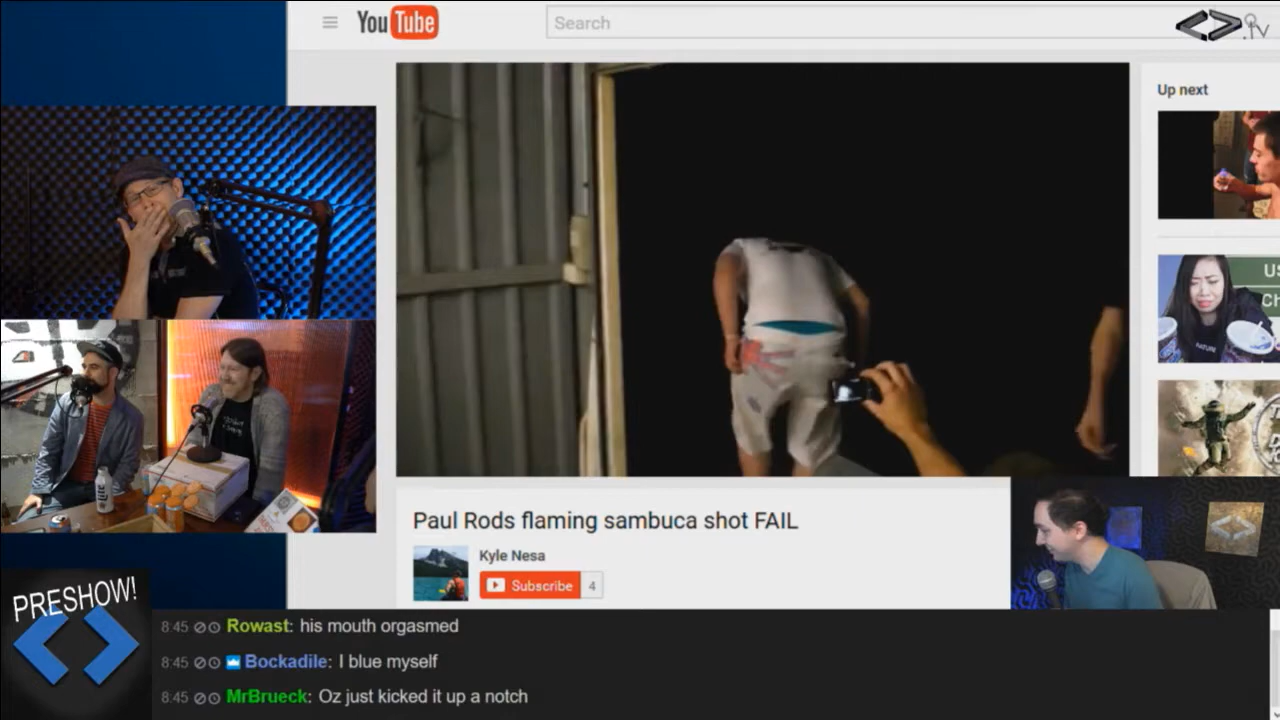 YouTube
Search
.tv
Up next
Paul Rods flaming sambuca shot FAIL
Kyle Nesa
Subscribe 4
PRESHOW!
8:45 Rowast: his mouth orgasmed
8:45 Bockadile: I blue myself
8:45 MrBrueck: Oz just kicked it up a notch